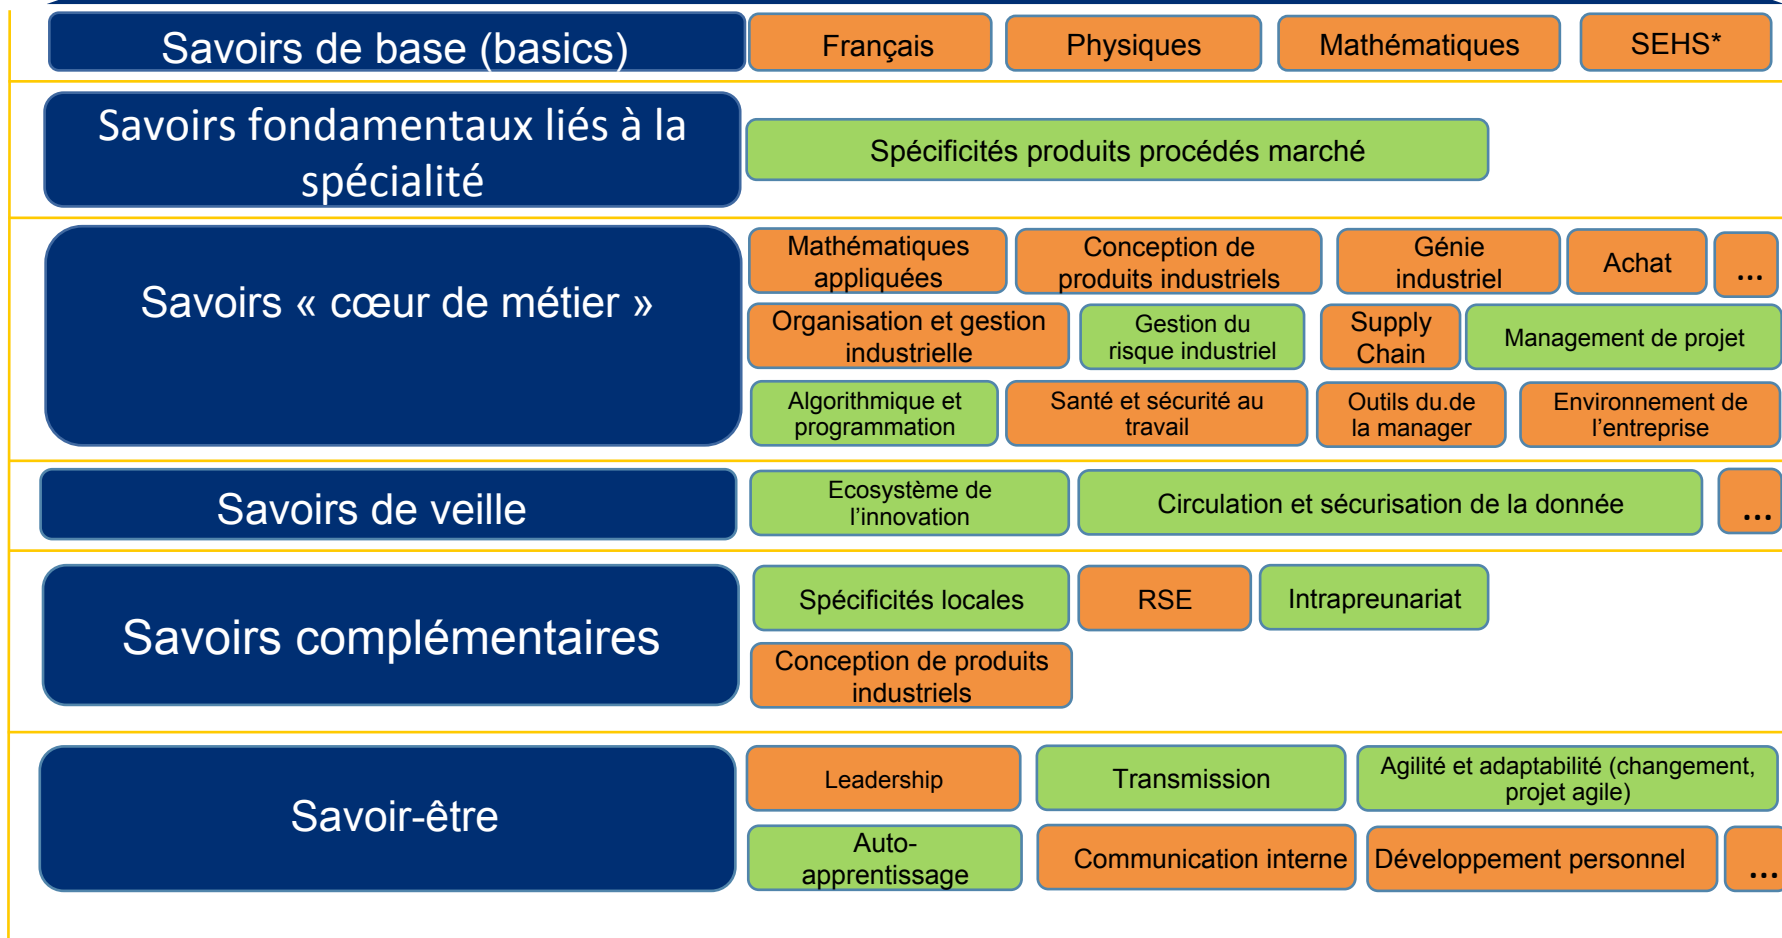 Savoirs de base (basics)
Français
Physiques
Mathématiques
SEHS*
Savoirs fondamentaux liés à la
spécialité
Spécificités produits procédés marché
Savoirs « cœur de métier »
Mathématiques
appliquées
Conception de
produits industriels
Génie
industriel
Achat
...
Organisation et gestion
industrielle
Gestion du
risque industriel
Supply
Chain
Management de projet
Algorithmique et
programmation
Santé et sécurité au
travail
Outils du.de
la manager
Environnement de
l’entreprise
Savoirs de veille
Ecosystème de
l’innovation
Circulation et sécurisation de la donnée
...
Savoirs complémentaires
Spécificités locales
RSE
Intrapreunariat
Conception de produits
industriels
Savoir-être
Leadership
Transmission
Agilité et adaptabilité (changement,
projet agile)
Auto-
apprentissage
Communication interne
Développement personnel
...